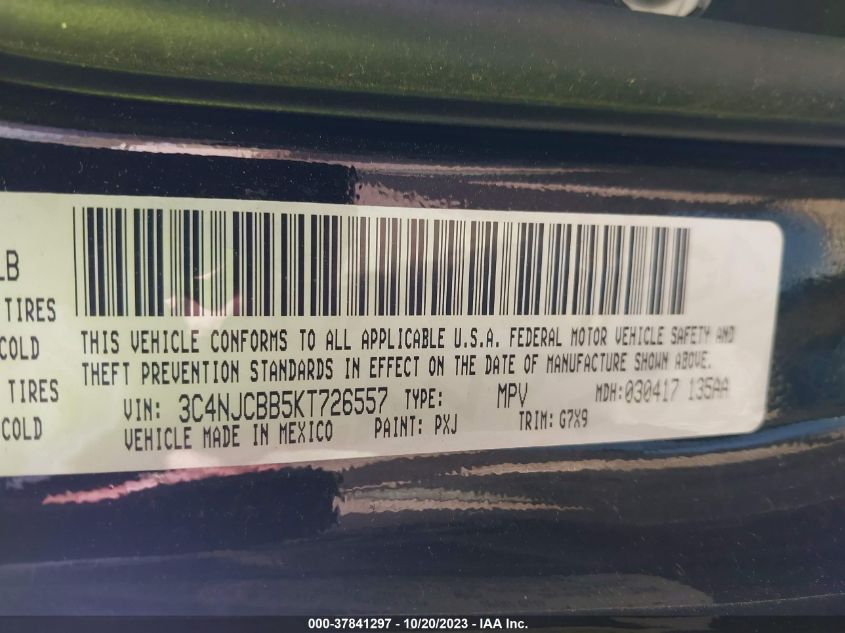 LB
TIRES
COLD
TIRES
COLD
THIS VEHICLE CONFORMS TO ALL APPLICABLE U.S.A. FEDERAL MOTOR VEHICLE SAFETY AND
THEFT PREVENTION STANDARDS IN EFFECT ON THE DATE OF MANUFACTURE SHOWN ABOVE.
VIN: 3C4NJCBB5KT726557 TYPE: MPV MDH:030417 135AA
VEHICLE MADE IN MEXICO PAINT: PXJ TRIM: G7X9
000-37841297 - 10/20/2023 - IAA Inc.